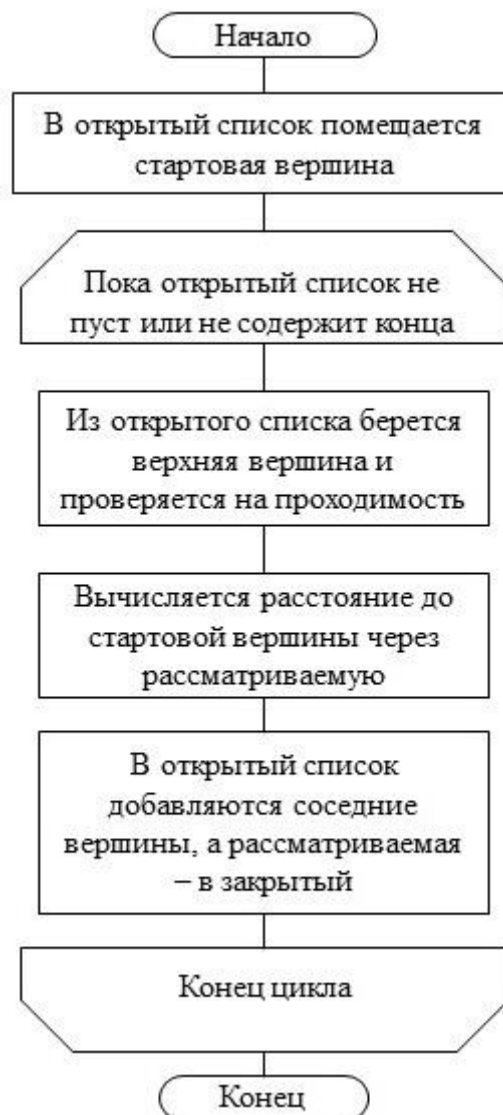 Начало
В открытый список помещается
стартовая вершина
Пока открытый список не
пуст или не содержит конца
Из открытого списка берется
верхняя вершина и
проверяется на проходимость
Вычисляется расстояние до
стартовой вершины через
рассматриваемую
В открытый список
добавляются соседние
вершины, а рассматриваемая
– в закрытый
Конец цикла
Конец